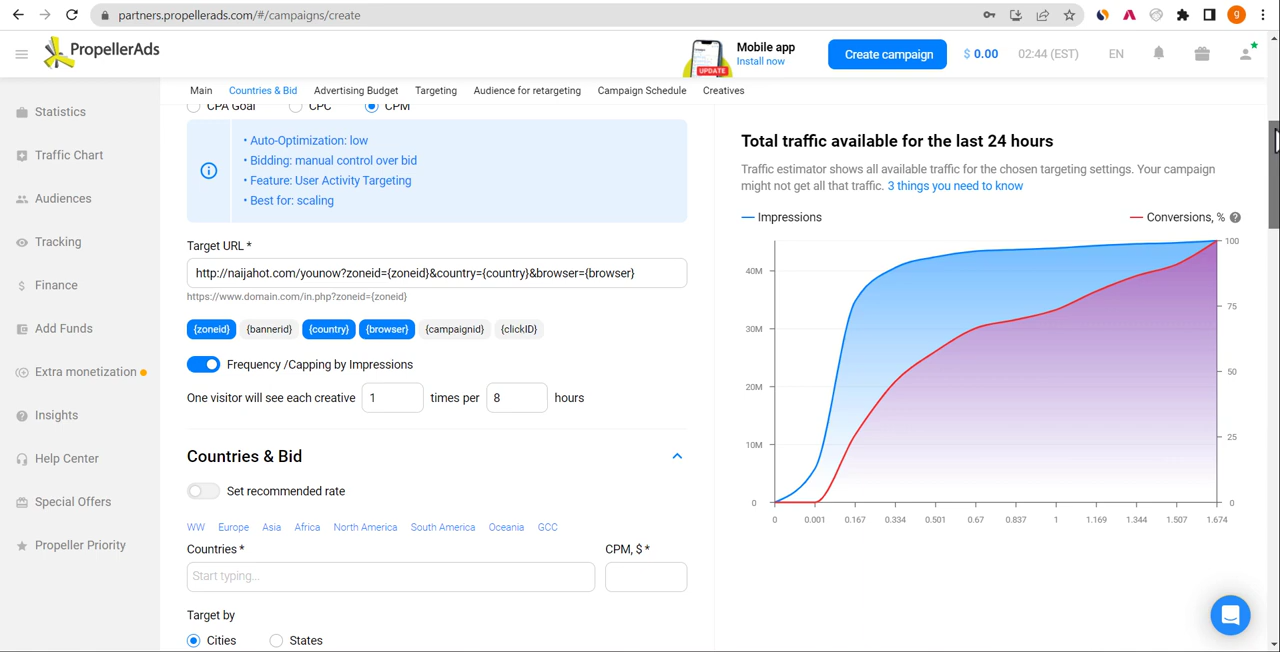 partners.propellerads.com/#/campaigns/create
g
PropellerAds
UPDATE
Mobile app
Install now
Create campaign
$ 0.00
02:44 (EST)
EN
Main
Countries & Bid
Advertising Budget
Targeting
Audience for retargeting
Campaign Schedule
Creatives
Statistics
Traffic Chart
Audiences
Tracking
Finance
Add Funds
Extra monetization
Insights
Help Center
Special Offers
Propeller Priority
CPA Goal
CPC
CPM
• Auto-Optimization: low
• Bidding: manual control over bid
• Feature: User Activity Targeting
• Best for: scaling
Target URL *
http://naijahot.com/younow?zoneid={zoneid}&country={country}&browser={browser}
https://www.domain.com/in.php?zoneid={zoneid}
{zoneid} {bannerid} {country} {browser} {campaignid} {clickID}
Frequency /Capping by Impressions
One visitor will see each creative 1 times per 8 hours
Countries & Bid
Set recommended rate
WW Europe Asia Africa North America South America Oceania GCC
Countries * CPM, $ *
Start typing...
Target by
Cities States
Total traffic available for the last 24 hours
Traffic estimator shows all available traffic for the chosen targeting settings. Your campaign
might not get all that traffic. 3 things you need to know
Impressions Conversions, %
100
40M
75
30M
50
20M
25
10M
0 0
0 0.001 0.167 0.334 0.501 0.67 0.837 1 1.169 1.344 1.507 1.674